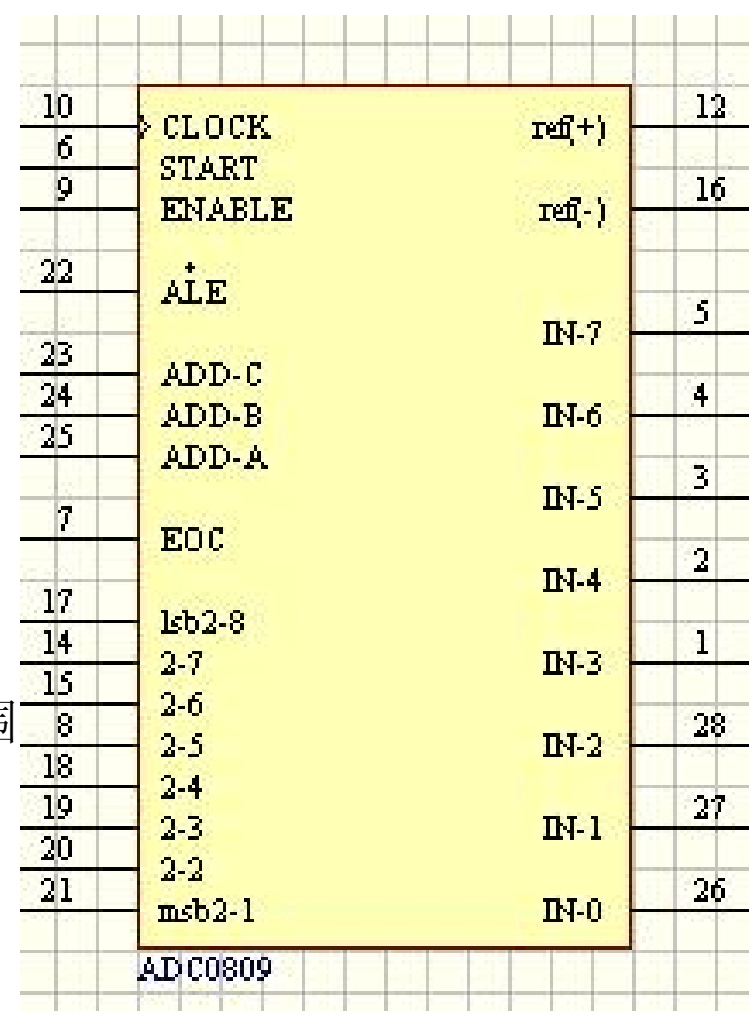 10 CLOCK ref(+) 12
6 START
9 ENABLE ref(-) 16
22 ALE
IN-7 5
23 ADD-C
24 ADD-B IN-6 4
25 ADD-A
IN-5 3
7 EOC
IN-4 2
17 lsb2-8
14 2-7 IN-3 1
15 2-6
8 2-5 IN-2 28
18 2-4
19 2-3 IN-1 27
20 2-2
21 msb2-1 IN-0 26
ADC0809